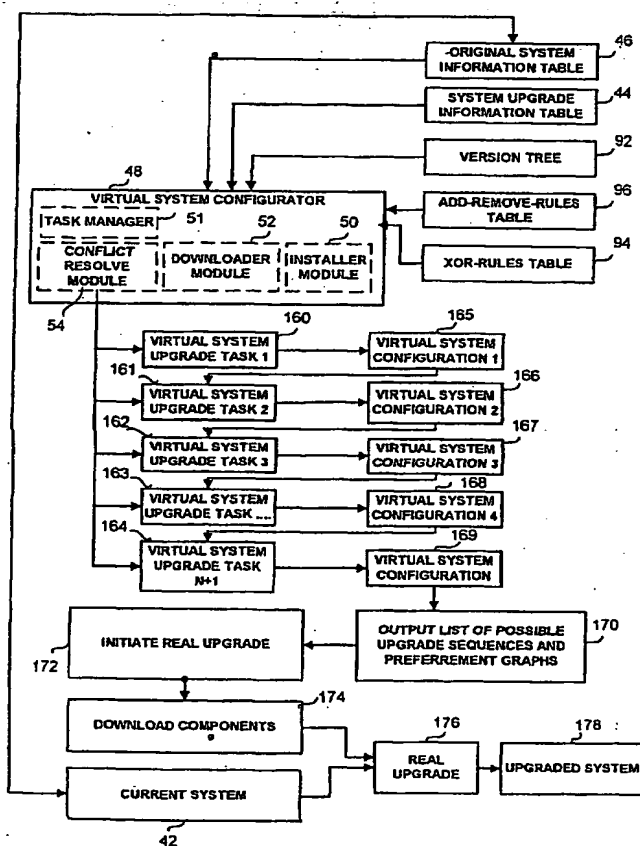 -ORIGINAL SYSTEM
INFORMATION TABLE
46
SYSTEM UPGRADE
INFORMATION TABLE
44
VERSION TREE
92
ADD-REMOVE-RULES
TABLE
96
XOR-RULES TABLE
94
48
VIRTUAL SYSTEM CONFIGURATOR
TASK MANAGER
51
52
50
CONFLICT
RESOLVE
MODULE
DOWNLOADER
MODULE
INSTALLER
MODULE
54
160
165
VIRTUAL SYSTEM
UPGRADE TASK 1
VIRTUAL SYSTEM
CONFIGURATION 1
161
166
VIRTUAL SYSTEM
UPGRADE TASK 2
VIRTUAL SYSTEM
CONFIGURATION 2
162
167
VIRTUAL SYSTEM
UPGRADE TASK 3
VIRTUAL SYSTEM
CONFIGURATION 3
163
168
VIRTUAL SYSTEM
UPGRADE TASK ....
VIRTUAL SYSTEM
CONFIGURATION 4
164
169
VIRTUAL SYSTEM
UPGRADE TASK
N+1
VIRTUAL SYSTEM
CONFIGURATION
172
INITIATE REAL UPGRADE
OUTPUT LIST OF POSSIBLE
UPGRADE SEQUENCES AND
PREFERREMENT GRAPHS
170
174
DOWNLOAD COMPONENTS
176
178
REAL
UPGRADE
UPGRADED SYSTEM
CURRENT SYSTEM
42